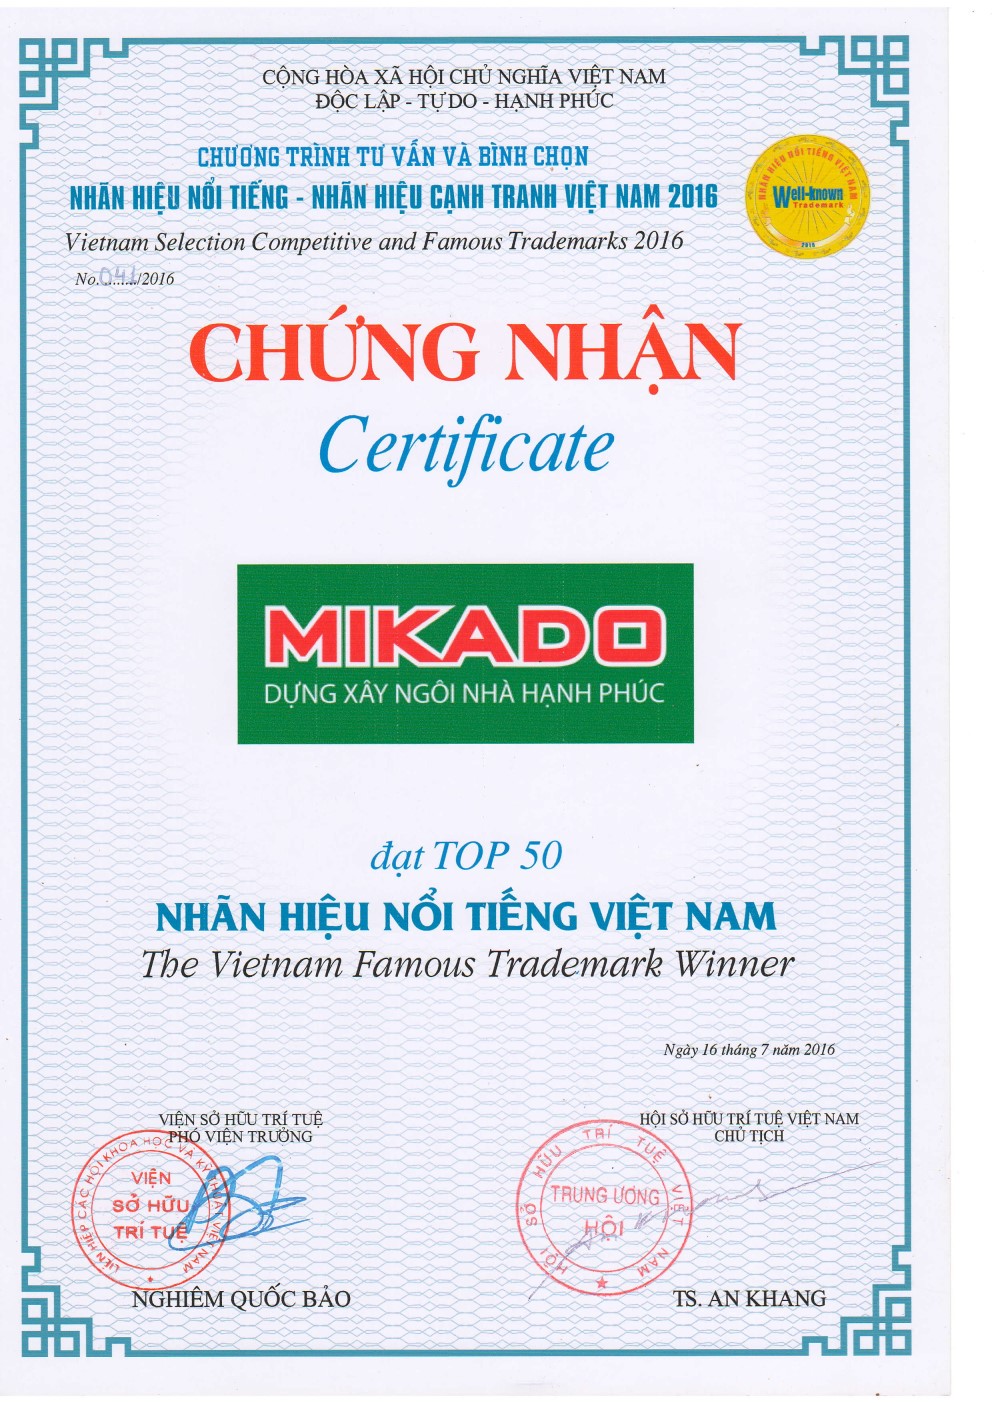 CỘNG HÒA XÃ HỘI CHỦ NGHĨA VIỆT NAM
ĐỘC LẬP - TỰ DO - HẠNH PHÚC
CHƯƠNG TRÌNH TƯ VẤN VÀ BÌNH CHỌN
NHÃN HIỆU NỔI TIẾNG - NHÃN HIỆU CẠNH TRANH VIỆT NAM 2016
Vietnam Selection Competitive and Famous Trademarks 2016
NHÃN HIỆU NỔI TIẾNG VIỆT NAM
Well-known
Trademark
2016
No. 041/2016
CHỨNG NHẬN
Certificate
MIKADO
DỰNG XÂY NGÔI NHÀ HẠNH PHÚC
đạt TOP 50
NHÃN HIỆU NỔI TIẾNG VIỆT NAM
The Vietnam Famous Trademark Winner
Ngày 16 tháng 7 năm 2016
VIỆN SỞ HỮU TRÍ TUỆ
PHÓ VIỆN TRƯỞNG
LIÊN HIỆP CÁC HỘI KHOA HỌC VÀ KỸ THUẬT VIỆT NAM
VIỆN
SỞ HỮU
TRÍ TUỆ
NGHIÊM QUỐC BẢO
HỘI SỞ HỮU TRÍ TUỆ VIỆT NAM
CHỦ TỊCH
HỘI SỞ HỮU TRÍ TUỆ VIỆT NAM
TRUNG ƯƠNG
HỘI
TS. AN KHANG